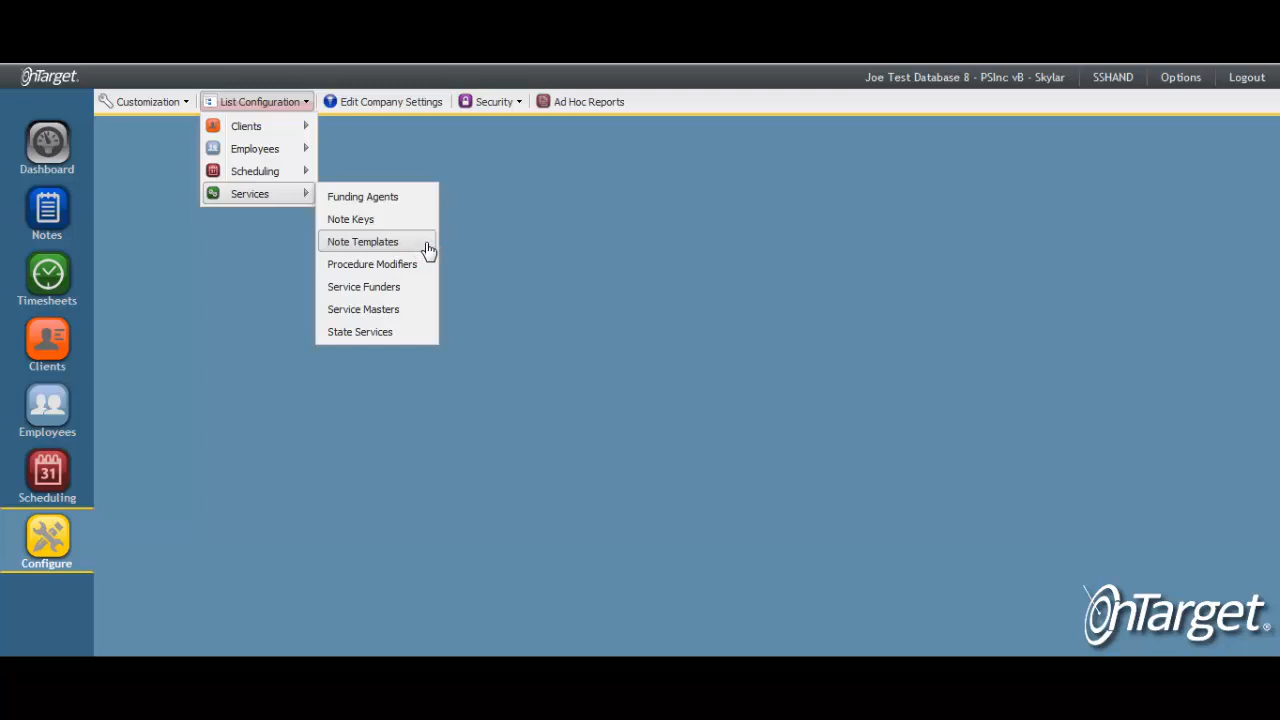 OnTarget.
Joe Test Database 8 - PSInc vB - Skylar SSHAND Options Logout
Customization List Configuration Edit Company Settings Security Ad Hoc Reports
Clients
Employees
Scheduling
Services
Funding Agents
Note Keys
Note Templates
Procedure Modifiers
Service Funders
Service Masters
State Services
Dashboard
Notes
Timesheets
Clients
Employees
31
Scheduling
Configure
OnTarget®